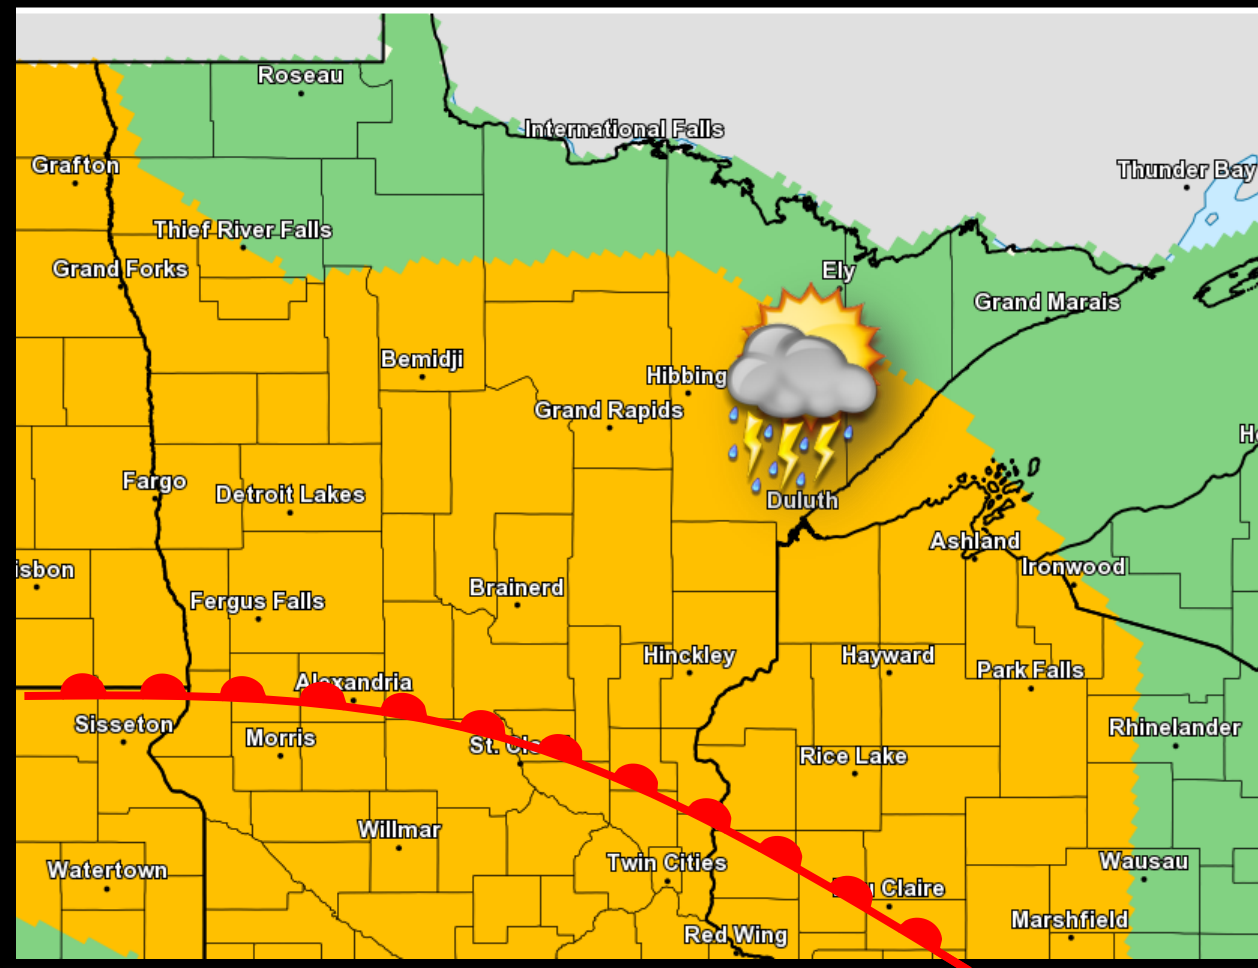 Roseau
International Falls
Grafton
Thunder Bay
Thief River Falls
Grand Forks
Ely
Grand Marais
Bemidji
Hibbing
Grand Rapids
Fargo
Detroit Lakes
Duluth
Ashland
isbon
Ironwood
Brainerd
Fergus Falls
Hinckley
Hayward
Park Falls
Alexandria
Sisseton
Morris
St.
Rhinelander
Rice Lake
Willmar
Twin Cities
Wausau
Watertown
Claire
Marshfield
Red Wing